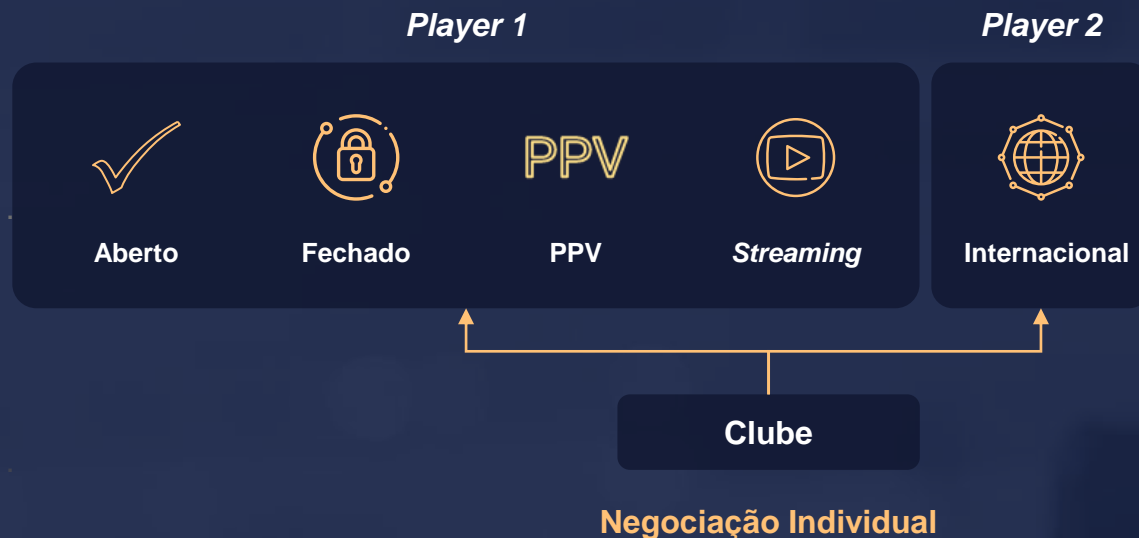 Player 1
Player 2
PPV
Aberto
Fechado
PPV
Streaming
Internacional
Clube
Negociação Individual